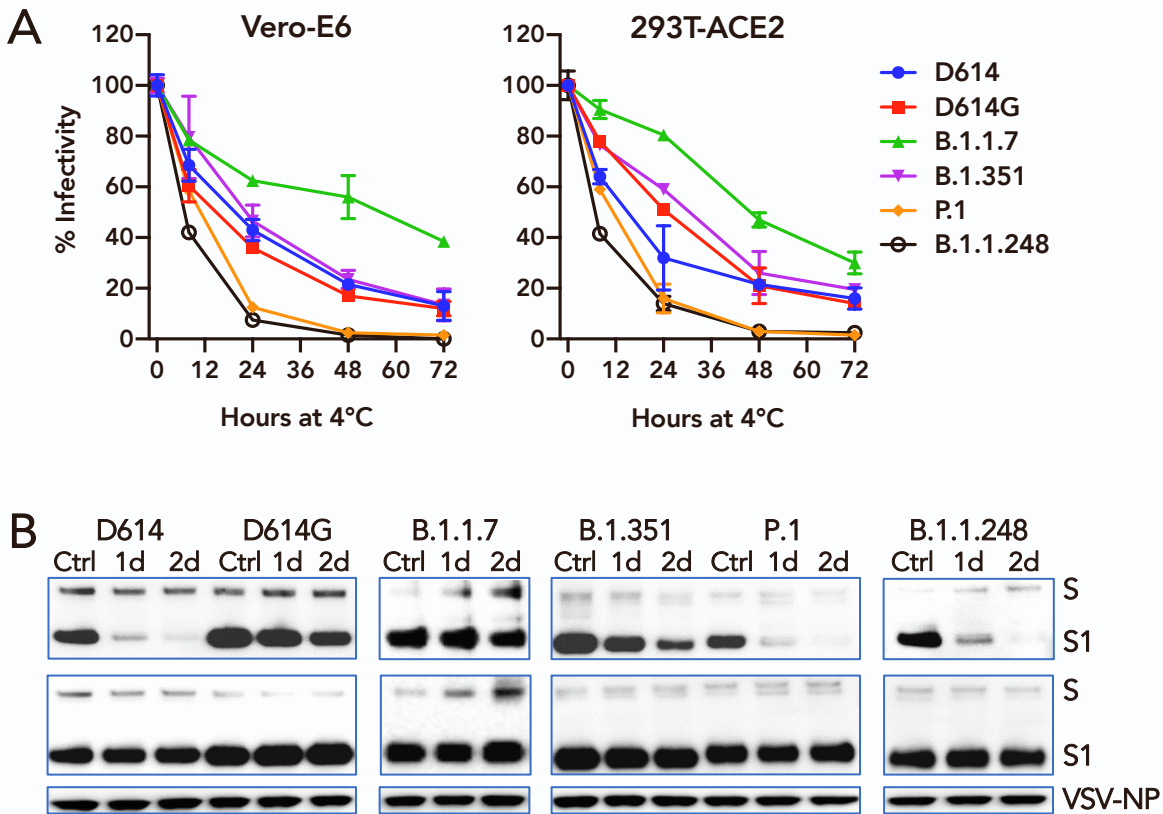 A
Vero-E6
293T-ACE2
% Infectivity
120
100
80
60
40
20
0
0 12 24 36 48 60 72
Hours at 4°C
120
100
80
60
40
20
0
0 12 24 36 48 60 72
Hours at 4°C
D614
D614G
B.1.1.7
B.1.351
P.1
B.1.1.248
B
D614 D614G B.1.1.7 B.1.351 P.1 B.1.1.248
Ctrl 1d 2d Ctrl 1d 2d Ctrl 1d 2d Ctrl 1d 2d Ctrl 1d 2d Ctrl 1d 2d
S
S1
S
S1
VSV-NP